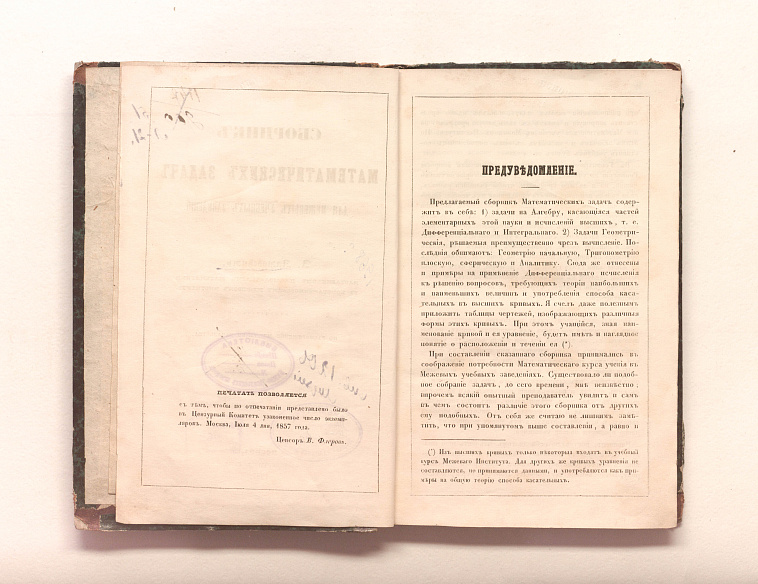 ПЕЧАТАТЬ ПОЗВОЛЯЕТСЯ
съ тѣмъ, чтобы по отпечатаніи представлено было
въ Ценсурный Комитетъ узаконенное число экзем-
пляровъ. Москва, Іюля 4 дня, 1857 года.
Ценсоръ В. Флеровъ.
ПРЕДУВѢДОМЛЕНІЕ.
Предлагаемый сборникъ Математическихъ задачъ содер-
житъ въ себѣ: 1) задачи на Алгебру, касающіяся частей
элементарныхъ этой науки и исчисленій высшихъ, т. е.
Дифференціальнаго и Интегральнаго. 2) Задачи Геометри-
ческія, рѣшаемыя преимущественно чрезъ вычисленіе. По-
слѣднія обнимаютъ: Геометрію начальную, Тригонометрію
плоскую, сферическую и Аналитику. Сюда же отнесены
и примѣры на примѣненіе Дифференціальнаго исчисленія
къ рѣшенію вопросовъ, требующихъ теоріи наибольшихъ
и наименьшихъ величинъ и употребленія способа каса-
тельныхъ къ высшихъ кривыхъ. Я счелъ даже полезнымъ
приложить таблицы чертежей, изображающихъ различныя
формы этихъ кривыхъ. При этомъ учащійся, зная наи-
менованіе кривой и ея уравненіе, будетъ имѣть и наглядное
понятіе о расположеніи и теченіи ея (*).
При составленіи сказаннаго сборника принимались въ
соображеніе потребности Математическаго курса ученія въ
Межевыхъ учебныхъ заведеніяхъ. Существовало ли подоб-
ное собраніе задачъ, до сего времени, мнѣ неизвѣстно;
впрочемъ всякій опытный преподаватель увидитъ и самъ
въ чемъ состоитъ различіе этого сборника отъ другихъ
ему подобныхъ. Отъ себя же считаю не лишнимъ замѣ-
тить, что при упомянутомъ выше составленіи, а равно и
(*) Изъ высшихъ кривыхъ только нѣкоторыя входятъ въ учебный
курсъ Межеваго Института. Для другихъ же кривыхъ уравненія не
составляются, но принимаются данными, и употребляются какъ при-
мѣры на общую теорію способа касательныхъ.